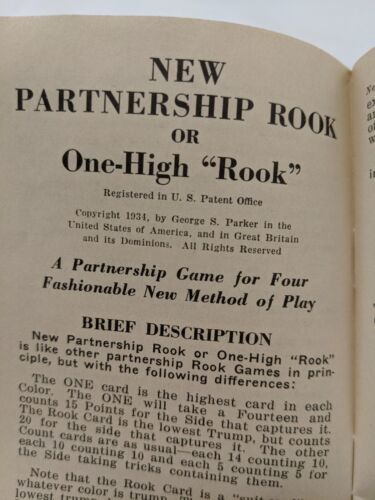 NEW
PARTNERSHIP ROOK
OR
One-High "Rook"
Registered in U. S. Patent Office
Copyright 1934, by George S. Parker in the
United States of America, and in Great Britain
and its Dominions. All Rights Reserved
A Partnership Game for Four
Fashionable New Method of Play
BRIEF DESCRIPTION
New Partnership Rook or One-High "Rook"
is like other partnership Rook Games in prin-
ciple, but with the following differences:
The ONE card is the highest card in each
Color. The ONE will take a Fourteen and
counts 15 Points for the Side that captures it.
The Rook Card is the lowest Trump, but counts
20 for the side that captures it. The other
Count cards are as usual—each 14 counting 10,
each 10 counting 10 and each 5 counting 5 for
the Side taking tricks containing them.
Note that the Rook Card is a
whatever color is trump
lowest trump